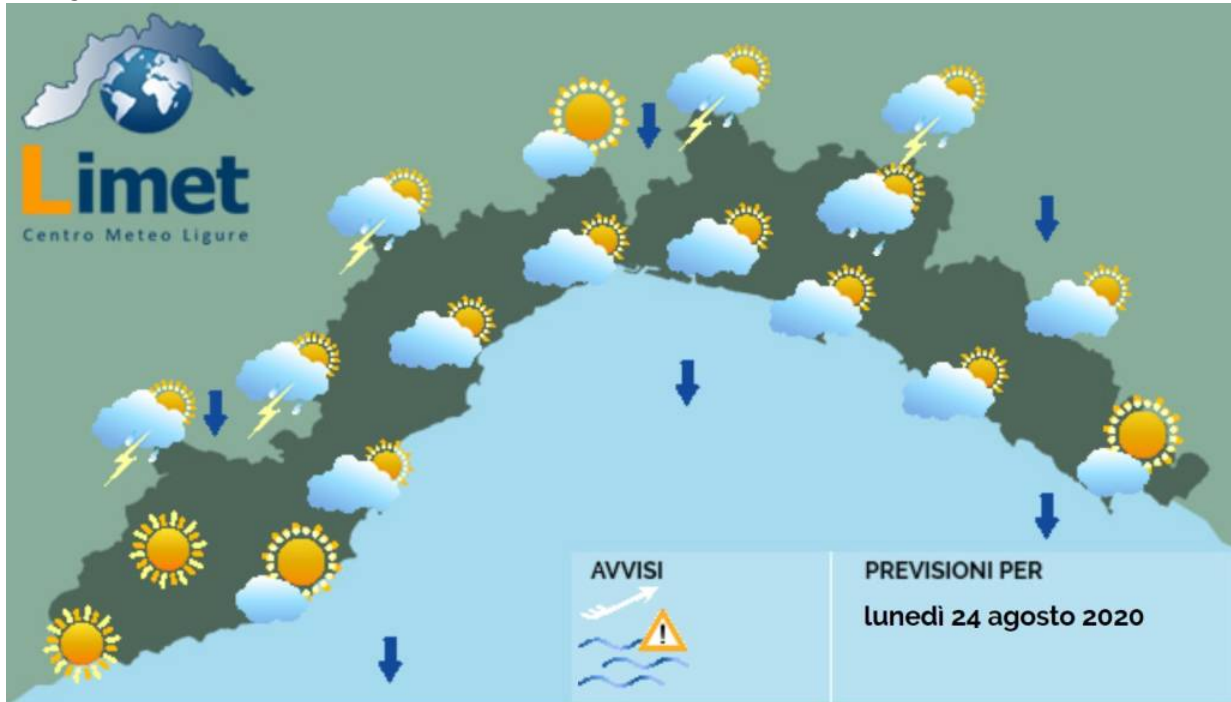 Limet
Centro Meteo Ligure
AVVISI
PREVISIONI PER
lunedì 24 agosto 2020